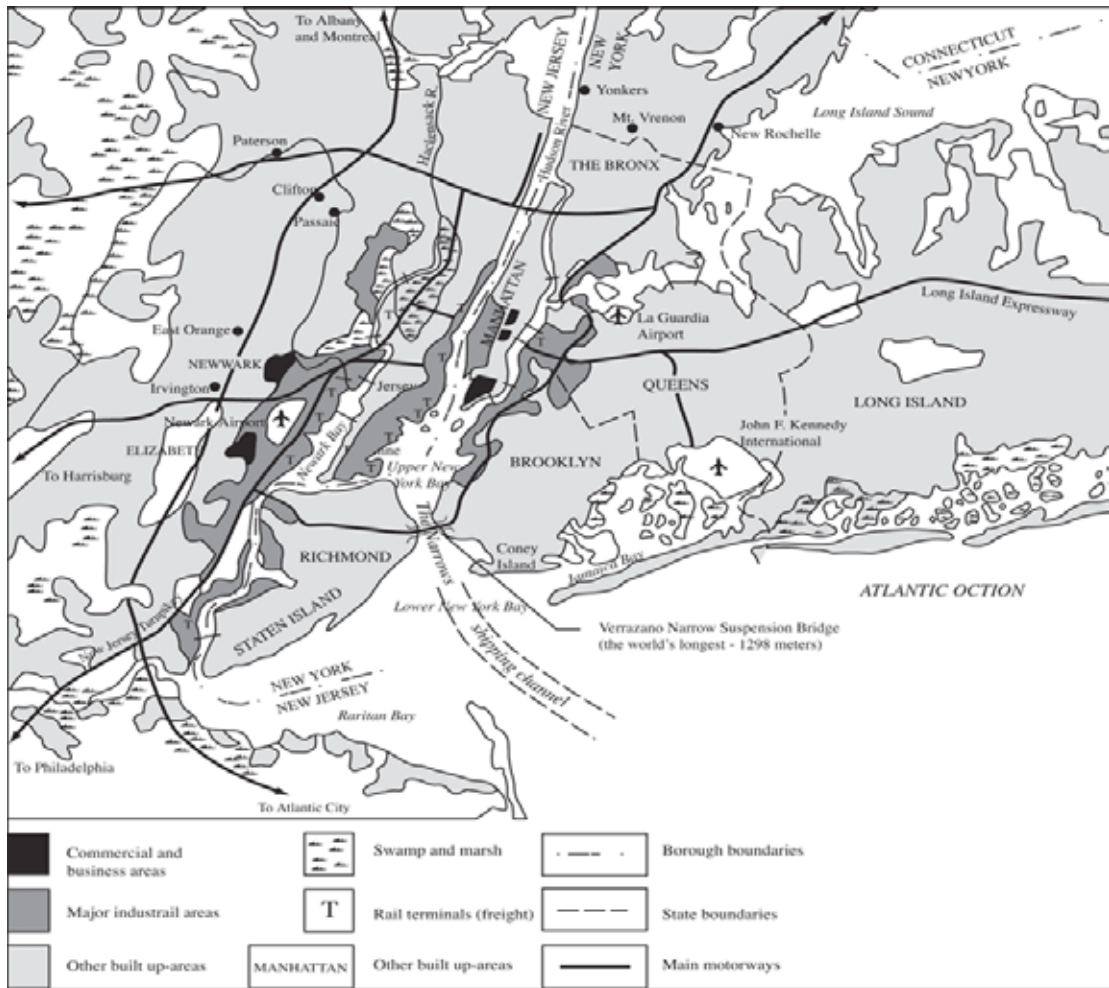 To Albany
and Montreal
NEW JERSEY
NEW
YORK
CONNECTICUT
NEWYORK
Hackensack R.
Yonkers
Long Island Sound
Mt. Vrenon
New Rochelle
Paterson
Hudson River
THE BRONX
Clifton
Passaic
MANHATTAN
Long Island Expressway
La Guardia
Airport
East Orange
NEWWARK
Irvington
Jersey
QUEENS
LONG ISLAND
Newark Airport
John F. Kennedy
International
ELIZABETH
Newark Bay
BROOKLYN
To Harrisburg
Upper New
York Bay
The Narrows
RICHMOND
Coney
Island
Jamaica Bay
ATLANTIC OCTION
Lower New York Bay
STATEN ISLAND
New Jersey
Verrazano Narrow Suspension Bridge
(the world's longest - 1298 meters)
shipping channel
NEW YORK
NEW JERSEY
Raritan Bay
To Philadelphia
To Atlantic City
Commercial and
business areas
Swamp and marsh
Borough boundaries
Major industrail areas
T
Rail terminals (freight)
State boundaries
Other built up-areas
MANHATTAN
Other built up-areas
Main motorways